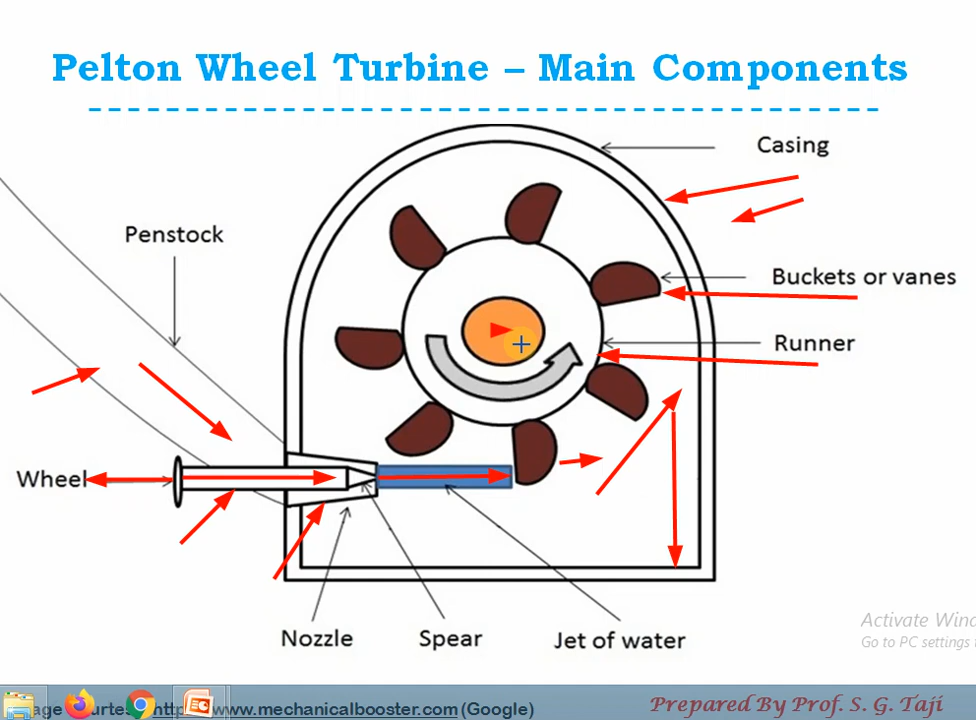 Pelton Wheel Turbine – Main Components
Casing
Penstock
Buckets or vanes
Runner
Wheel
Nozzle
Spear
Jet of water
Activate Wind
Go to PC settings t
www.mechanicalbooster.com (Google)
Prepared By Prof. S. G. Taji